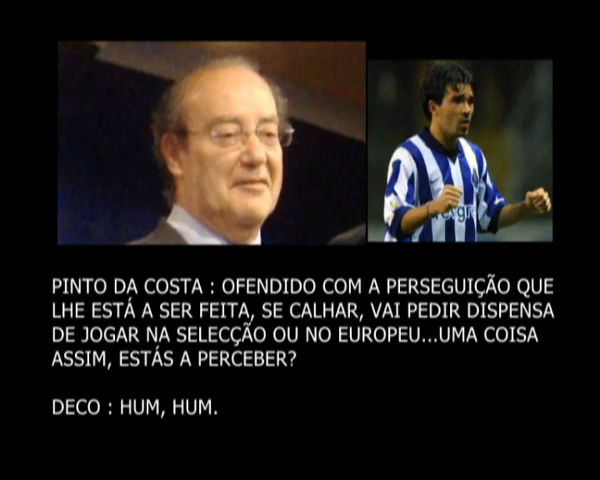 PINTO DA COSTA : OFENDIDO COM A PERSEGUIÇÃO QUE
LHE ESTÁ A SER FEITA, SE CALHAR, VAI PEDIR DISPENSA
DE JOGAR NA SELECÇÃO OU NO EUROPEU...UMA COISA
ASSIM, ESTÁS A PERCEBER?
DECO : HUM, HUM.